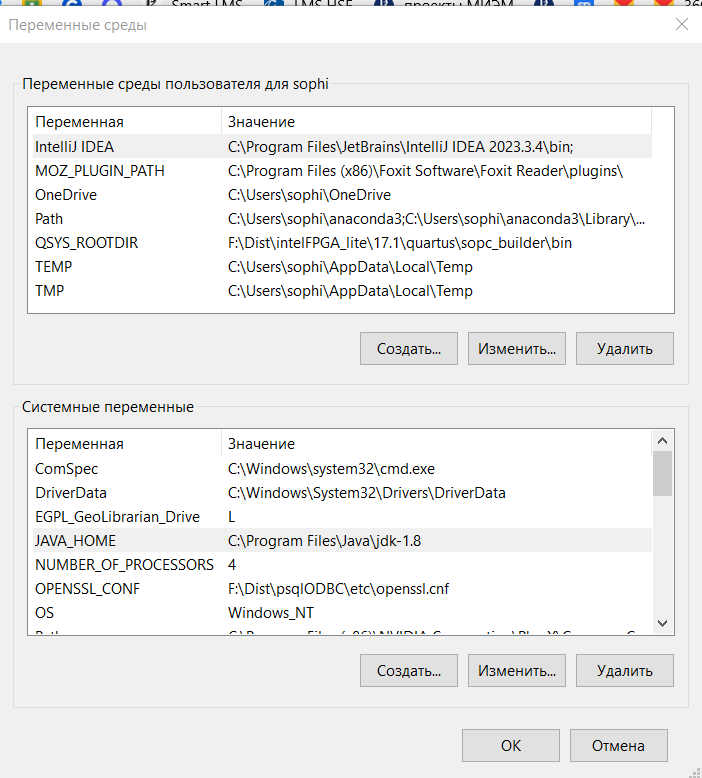 Smart LMS LMS HSE проекты МИЭМ
Переменные среды
Переменные среды пользователя для sophi
Переменная Значение
IntelliJ IDEA C:\Program Files\JetBrains\IntelliJ IDEA 2023.3.4\bin;
MOZ_PLUGIN_PATH C:\Program Files (x86)\Foxit Software\Foxit Reader\plugins\
OneDrive C:\Users\sophi\OneDrive
Path C:\Users\sophi\anaconda3;C:\Users\sophi\anaconda3\Library\...
QSYS_ROOTDIR F:\Dist\intelFPGA_lite\17.1\quartus\sopc_builder\bin
TEMP C:\Users\sophi\AppData\Local\Temp
TMP C:\Users\sophi\AppData\Local\Temp
Создать... Изменить... Удалить
Системные переменные
Переменная Значение
ComSpec C:\Windows\system32\cmd.exe
DriverData C:\Windows\System32\Drivers\DriverData
EGPL_GeoLibrarian_Drive L
JAVA_HOME C:\Program Files\Java\jdk-1.8
NUMBER_OF_PROCESSORS 4
OPENSSL_CONF F:\Dist\psqlODBC\etc\openssl.cnf
OS Windows_NT
Создать... Изменить... Удалить
OK Отмена